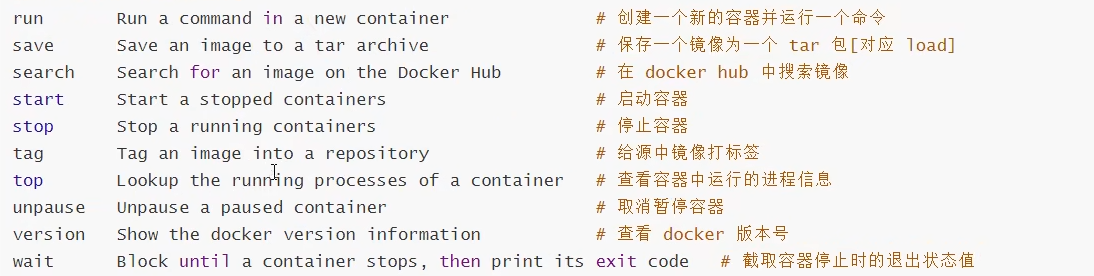 run Run a command in a new container # 创建一个新的容器并运行一个命令
save Save an image to a tar archive # 保存一个镜像为一个 tar 包[对应 load]
search Search for an image on the Docker Hub # 在 docker hub 中搜索镜像
start Start a stopped containers # 启动容器
stop Stop a running containers # 停止容器
tag Tag an image into a repository # 给源中镜像打标签
top Lookup the running processes of a container # 查看容器中运行的进程信息
unpause Unpause a paused container # 取消暂停容器
version Show the docker version information # 查看 docker 版本号
wait Block until a container stops, then print its exit code # 截取容器停止时的退出状态值